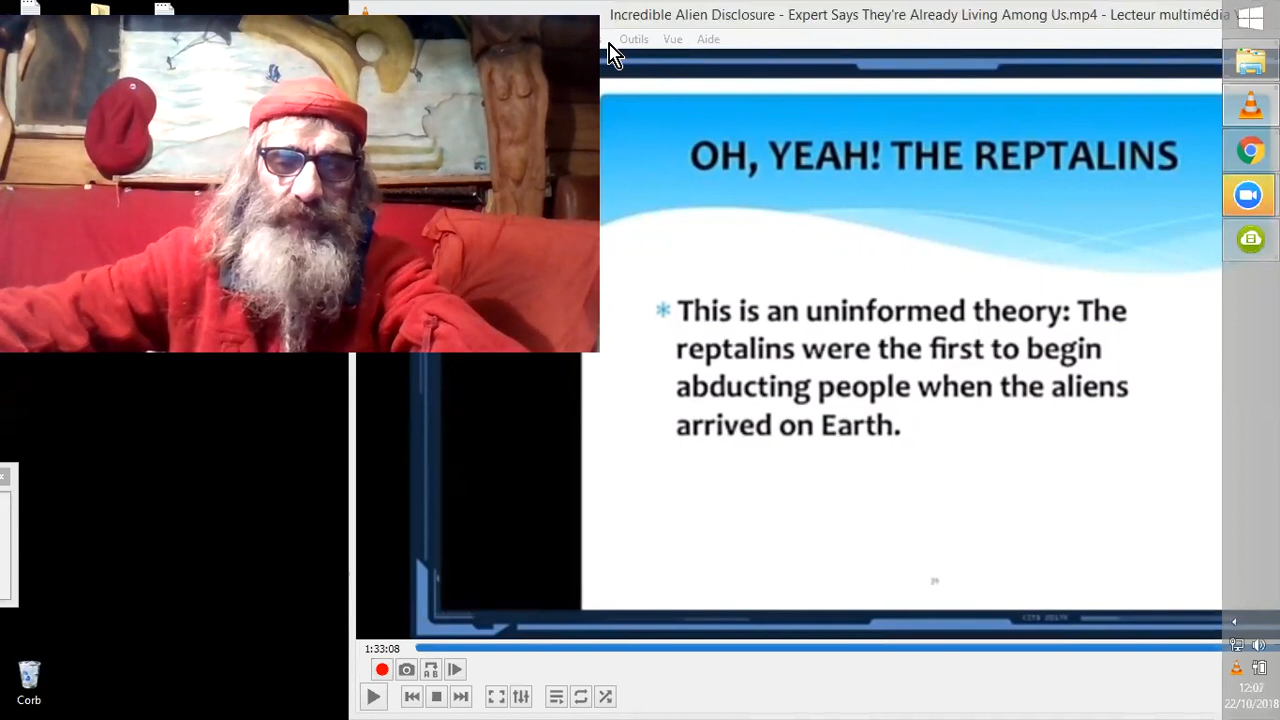 Incredible Alien Disclosure - Expert Says They're Already Living Among Us.mp4 - Lecteur multimédia
Outils Vue Aide
OH, YEAH! THE REPTALINS
* This is an uninformed theory: The
reptalins were the first to begin
abducting people when the aliens
arrived on Earth.
1:33:08
A B
Corb
12:07
22/10/2018